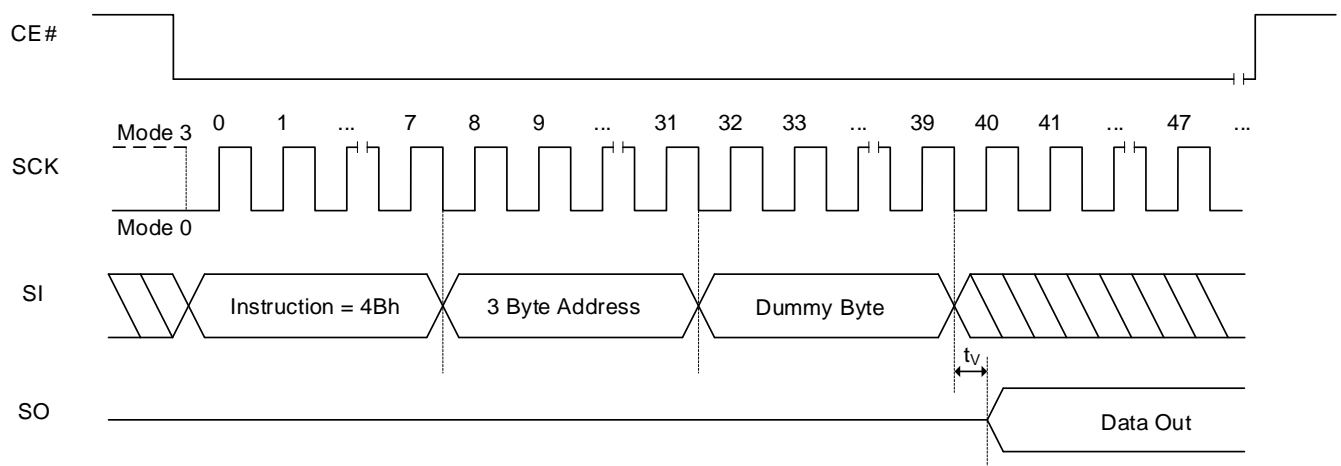 CE#
Mode 3 0 1 ... 7 8 9 ... 31 32 33 ... 39 40 41 ... 47 ...
SCK
Mode 0
SI Instruction = 4Bh 3 Byte Address Dummy Byte
tV
SO Data Out